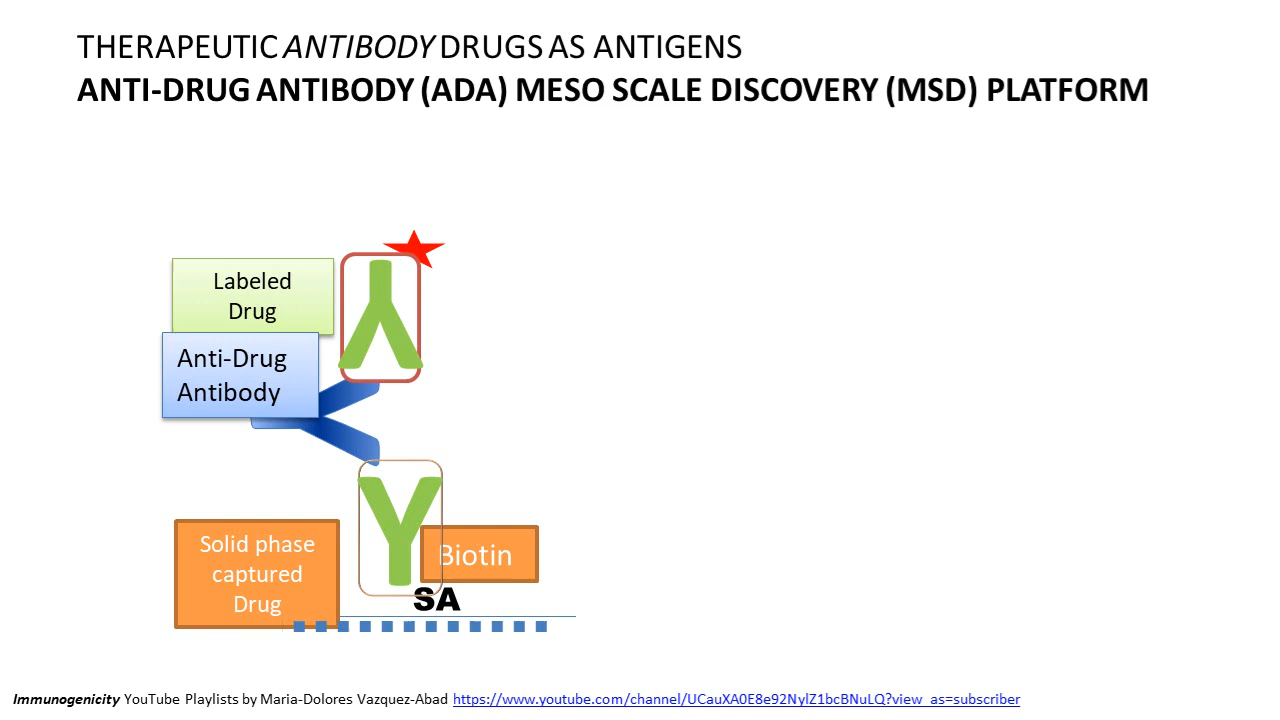 THERAPEUTIC ANTIBODY DRUGS AS ANTIGENS
ANTI-DRUG ANTIBODY (ADA) MESO SCALE DISCOVERY (MSD) PLATFORM
Labeled
Drug
Anti-Drug
Antibody
Solid phase
captured
Drug
Biotin
SA
Immunogenicity YouTube Playlists by Maria-Dolores Vazquez-Abad https://www.youtube.com/channel/UCauXA0E8e92NylZ1bcBNuLQ?view_as=subscriber